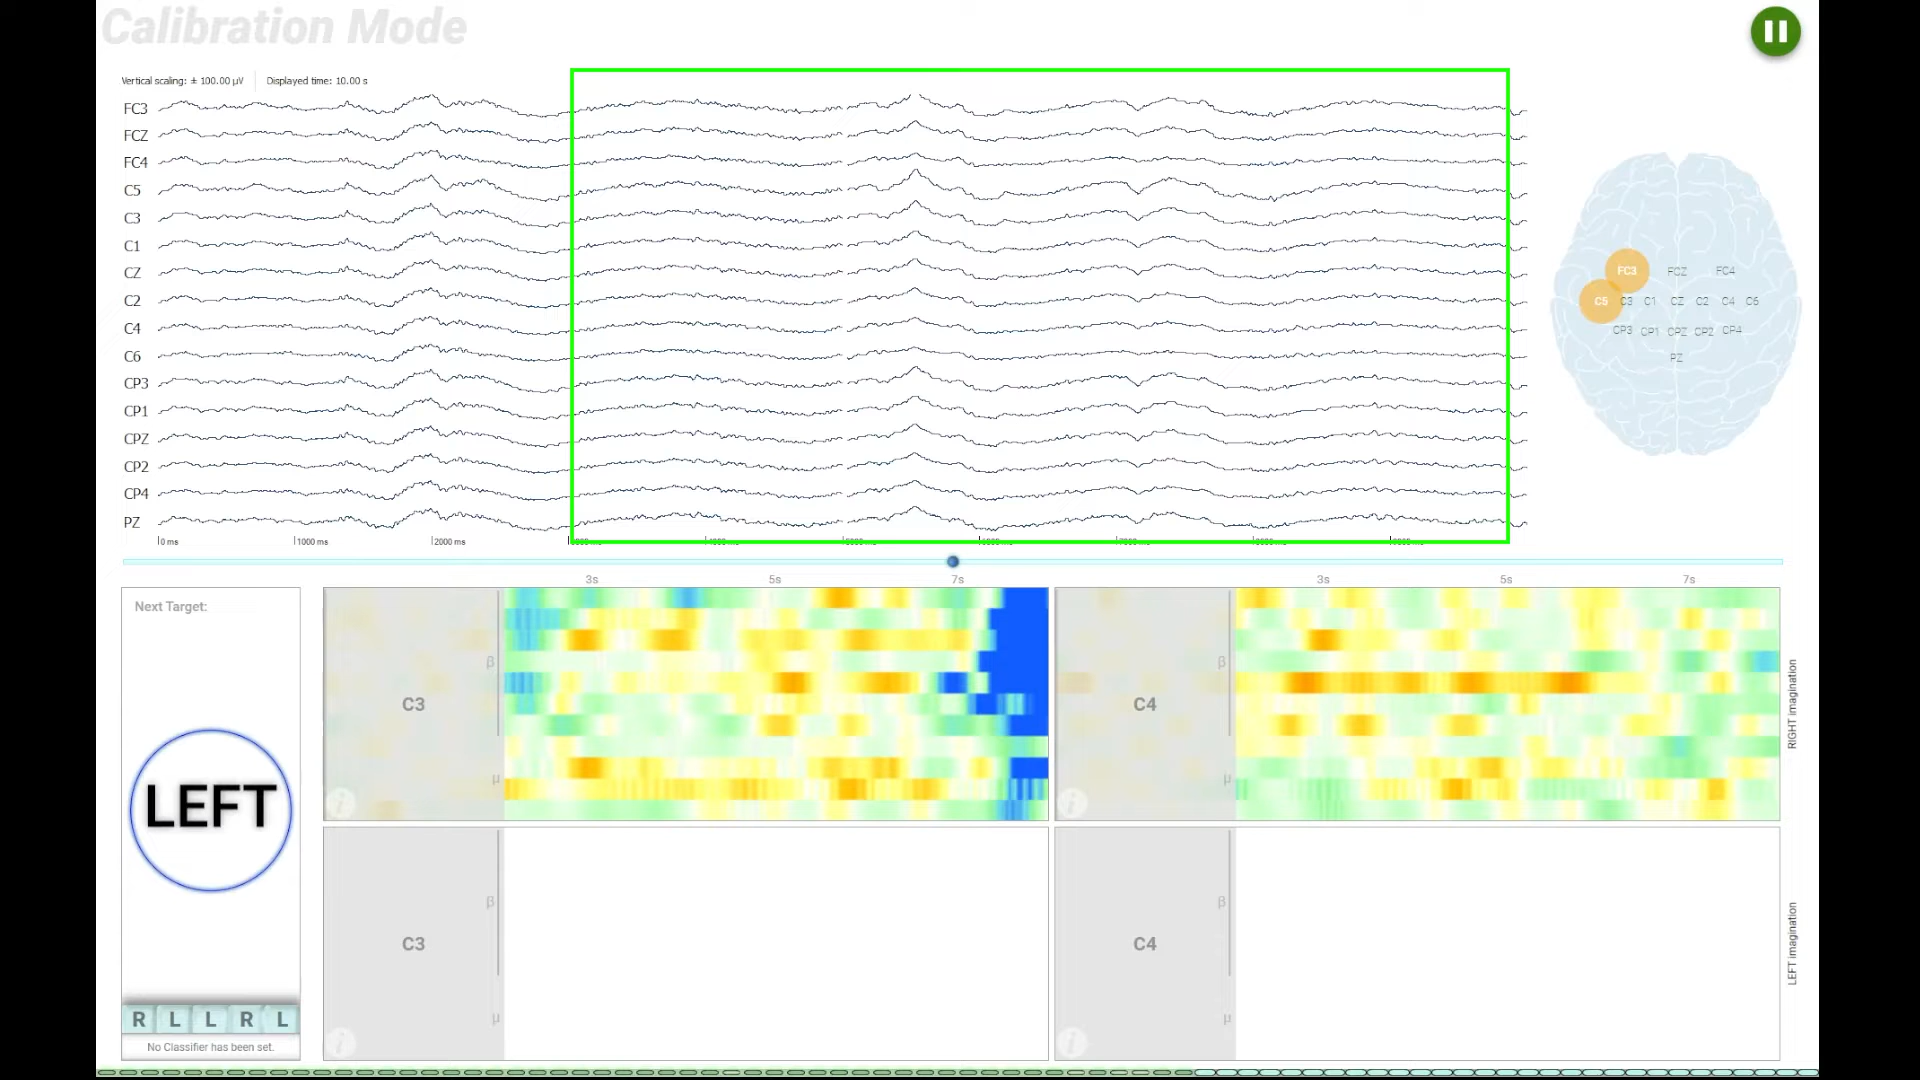 Calibration Mode
Vertical scaling: ± 100.00 µV
Displayed time: 10.00 s
FC3
FCZ
FC4
C5
C3
C1
CZ
C2
C4
C6
CP3
CP1
CPZ
CP2
CP4
PZ
0 ms 1000 ms 2000 ms
FC3 FCZ FC4
C5 C3 C1 CZ C2 C4 C6
CP3 CP1 CPZ CP2 CP4
PZ
3s 5s 7s 3s 5s 7s
Next Target:
LEFT
R L L R L
No Classifier has been set.
β
C3
µ
β
C4
µ
RIGHT imagination
β
C3
µ
β
C4
µ
LEFT imagination